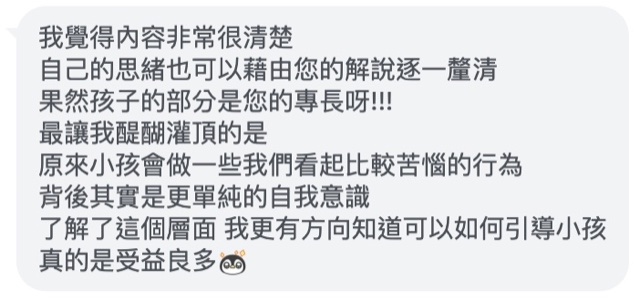 我覺得內容非常很清楚
自己的思緒也可以藉由您的解說逐一釐清
果然孩子的部分是您的專長呀!!!
最讓我醍醐灌頂的是
原來小孩會做一些我們看起比較苦惱的行為
背後其實是更單純的自我意識
了解了這個層面 我更有方向知道可以如何引導小孩
真的是受益良多